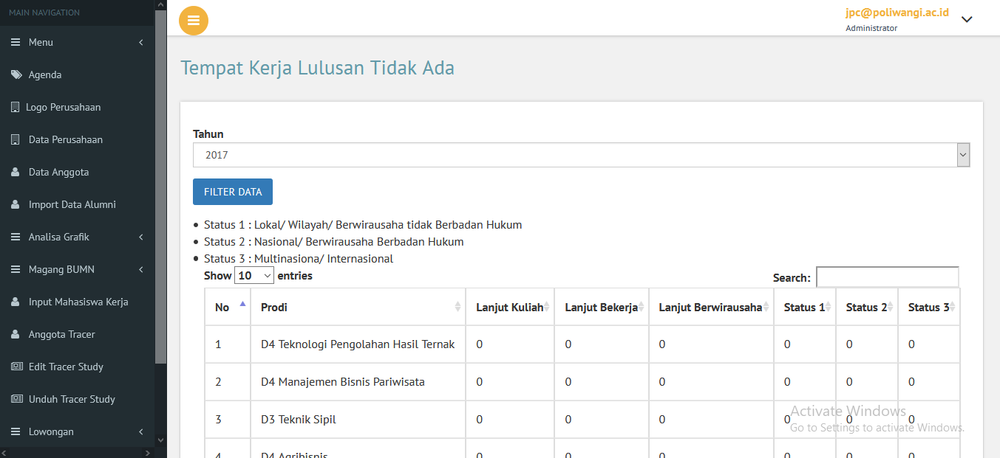 MAIN NAVIGATION
Menu
Agenda
Logo Perusahaan
Data Perusahaan
Data Anggota
Import Data Alumni
Analisa Grafik
Magang BUMN
Input Mahasiswa Kerja
Anggota Tracer
Edit Tracer Study
Unduh Tracer Study
Lowongan
jpc@poliwangi.ac.id
Administrator
Tempat Kerja Lulusan Tidak Ada
Tahun
2017
FILTER DATA
Status 1 : Lokal/ Wilayah/ Berwirausaha tidak Berbadan Hukum
Status 2 : Nasional/ Berwirausaha Berbadan Hukum
Status 3 : Multinasiona/ Internasional
Show 10 entries
Search:
No Prodi Lanjut Kuliah Lanjut Bekerja Lanjut Berwirausaha Status 1 Status 2 Status 3
1 D4 Teknologi Pengolahan Hasil Ternak 0 0 0 0 0 0
2 D4 Manajemen Bisnis Pariwisata 0 0 0 0 0 0
3 D3 Teknik Sipil 0 0 0 0 0 0
4 D4 Agribisnis 0 0 0 0 0 0
Activate Windows
Go to Settings to activate Windows.